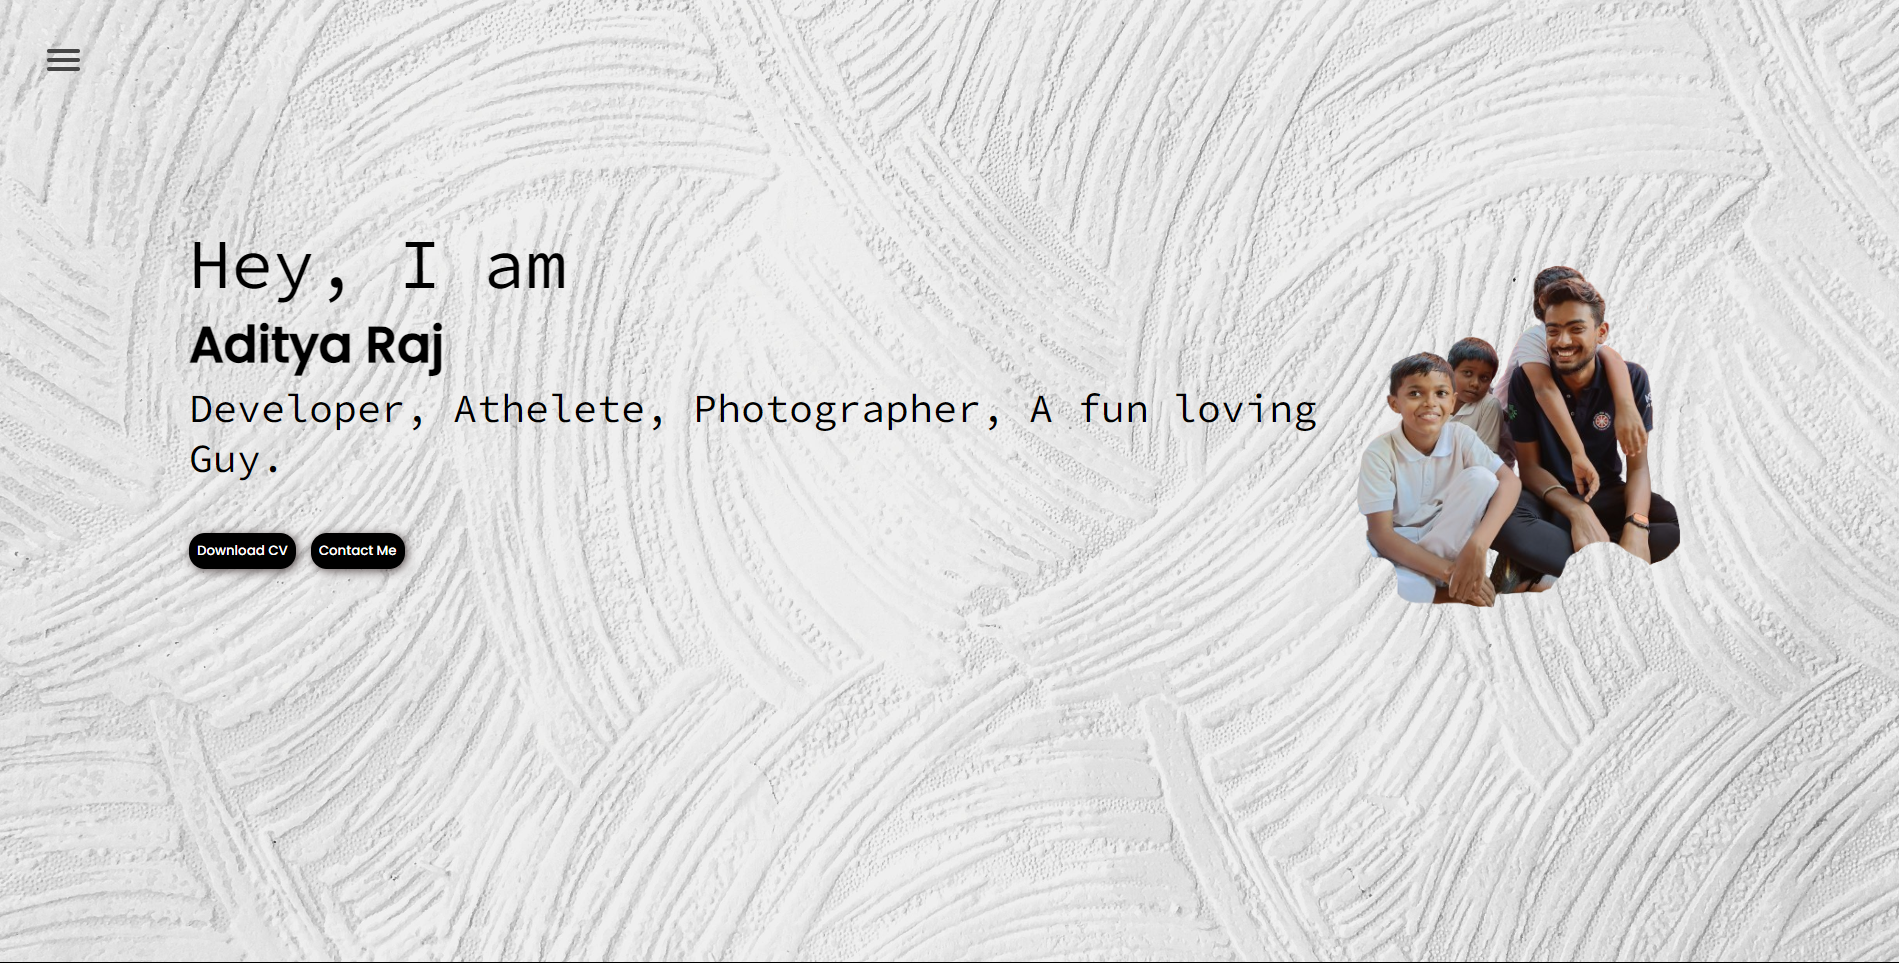 Hey, I am
Aditya Raj
Developer, Athelete, Photographer, A fun loving
Guy.
Download CV
Contact Me